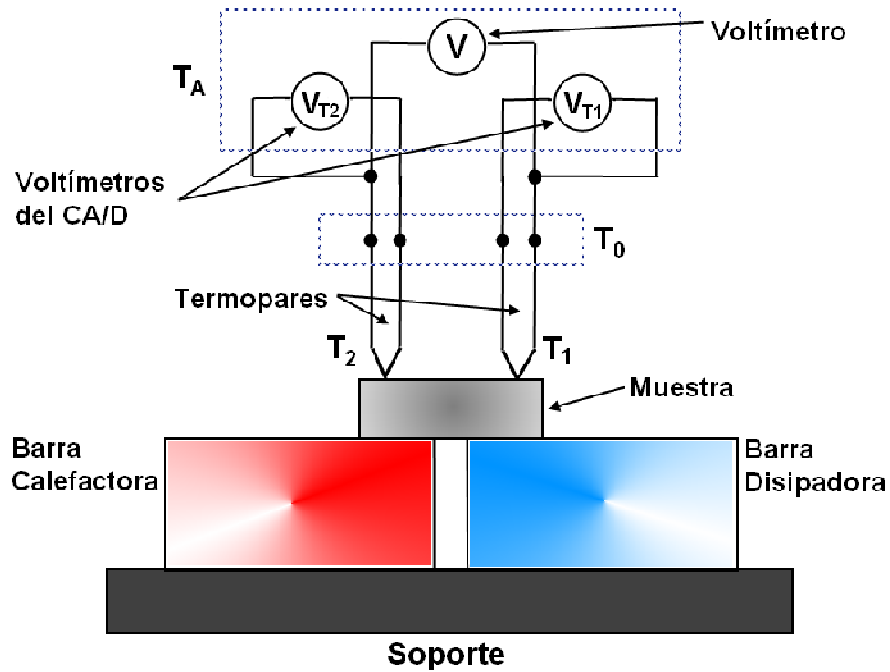 Voltímetro
V
T_A
V_T2
V_T1
Voltímetros
del CA/D
T_0
Termopares
T_2
T_1
Muestra
Barra
Calefactora
Barra
Disipadora
Soporte